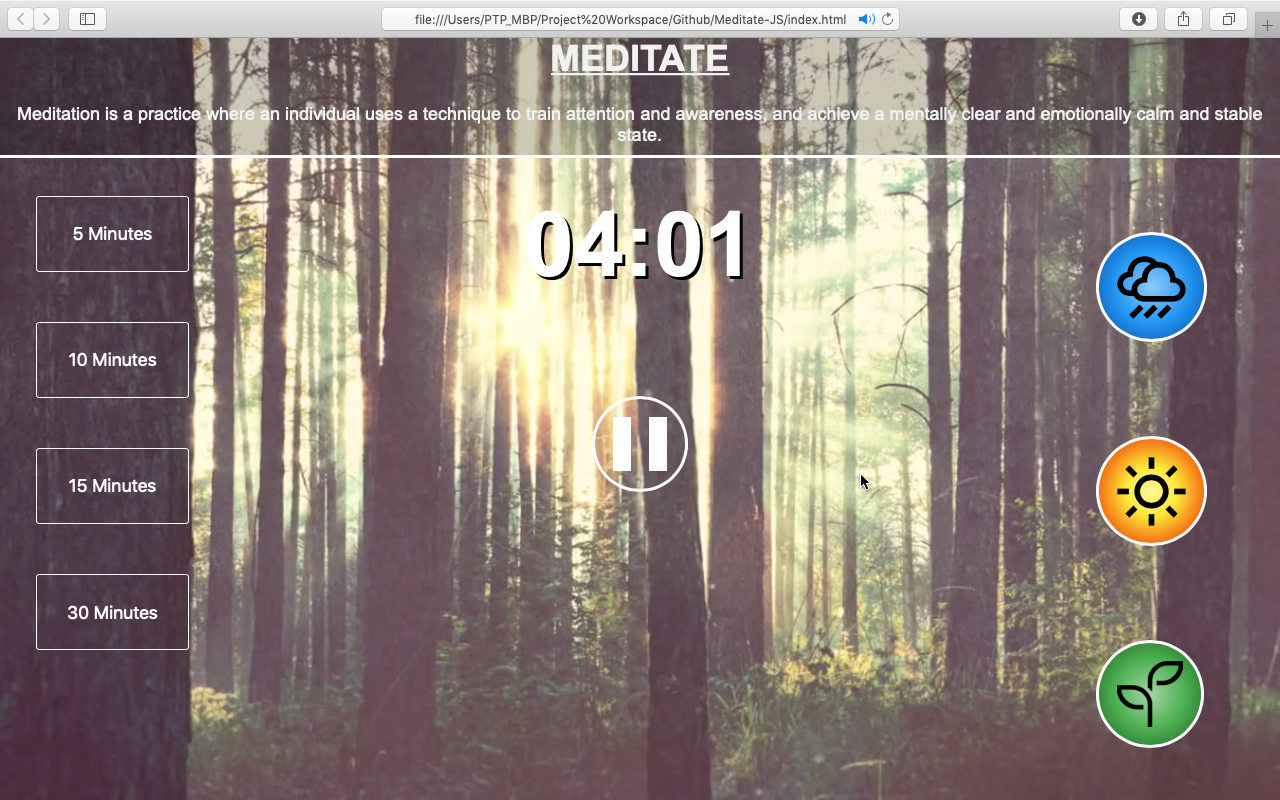 file:///Users/PTP_MBP/Project%20Workspace/Github/Meditate-JS/index.html
MEDITATE
Meditation is a practice where an individual uses a technique to train attention and awareness, and achieve a mentally clear and emotionally calm and stable
state.
04:01
5 Minutes
10 Minutes
15 Minutes
30 Minutes